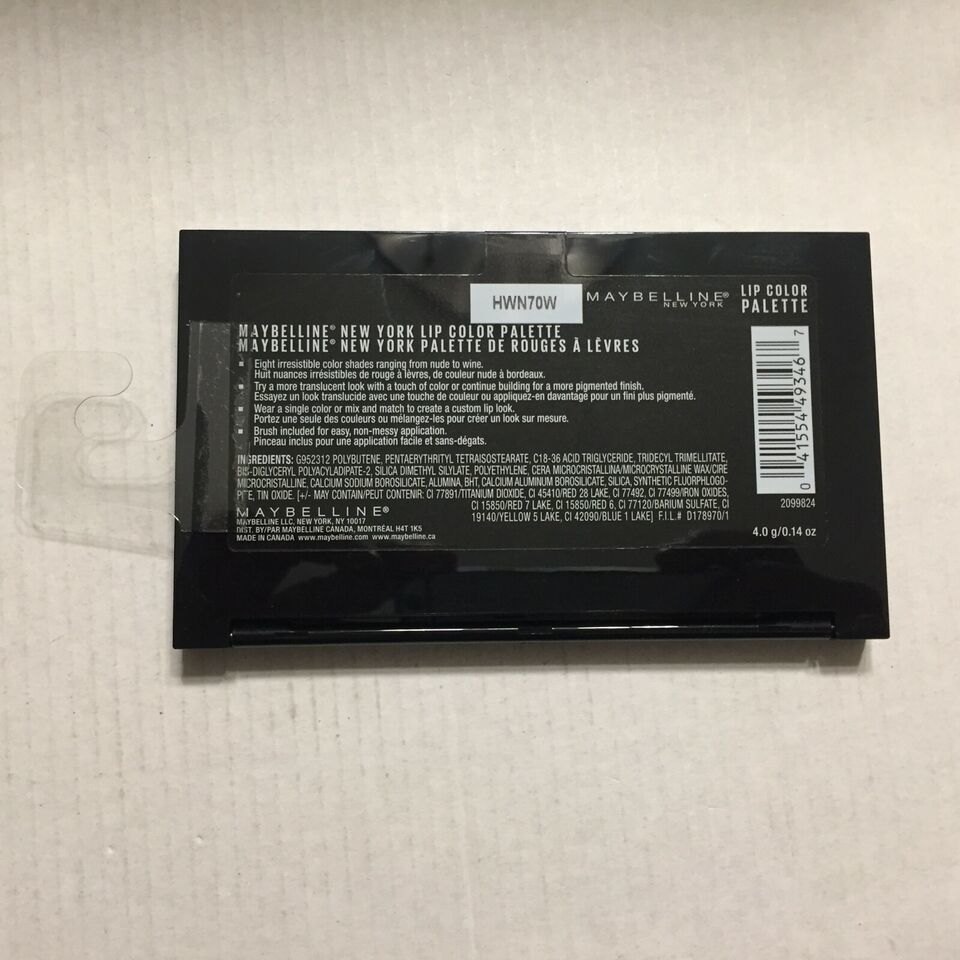 HWN70W
MAYBELLINE®
NEW YORK
LIP COLOR
PALETTE
MAYBELLINE® NEW YORK LIP COLOR PALETTE
MAYBELLINE® NEW YORK PALETTE DE ROUGES À LÈVRES
▪ Eight irresistible color shades ranging from nude to wine.
Huit nuances irrésistibles de rouge à lèvres, de couleur nude à bordeaux.
▪ Try a more translucent look with a touch of color or continue building for a more pigmented finish.
Essayez un look translucide avec une touche de couleur ou appliquez-en davantage pour un fini plus pigmenté.
▪ Wear a single color or mix and match to create a custom lip look.
Portez une seule des couleurs ou mélangez-les pour créer un look sur mesure.
▪ Brush included for easy, non-messy application.
Pinceau inclus pour une application facile et sans-dégats.
INGREDIENTS: G952312 POLYBUTENE, PENTAERYTHRITYL TETRAISOSTEARATE, C18-36 ACID TRIGLYCERIDE, TRIDECYL TRIMELLITATE,
BIS-DIGLYCERYL POLYACYLADIPATE-2, SILICA DIMETHYL SILYLATE, POLYETHYLENE, CERA MICROCRISTALLINA/MICROCRYSTALLINE WAX/CIRE
MICROCRISTALLINE, CALCIUM SODIUM BOROSILICATE, ALUMINA, BHT, CALCIUM ALUMINUM BOROSILICATE, SILICA, SYNTHETIC FLUORPHLOGO-
PITE, TIN OXIDE. [+/- MAY CONTAIN/PEUT CONTENIR: CI 77891/TITANIUM DIOXIDE, CI 45410/RED 28 LAKE, CI 77492, CI 77499/IRON OXIDES,
CI 15850/RED 7 LAKE, CI 15850/RED 6, CI 77120/BARIUM SULFATE, CI
19140/YELLOW 5 LAKE, CI 42090/BLUE 1 LAKE] F.I.L.# D178970/1
MAYBELLINE®
MAYBELLINE LLC, NEW YORK, NY 10017
DIST. BY/PAR MAYBELLINE CANADA, MONTRÉAL H4T 1K5
MADE IN CANADA www.maybelline.com www.maybelline.ca
0 41554 49346 7
2099824
4.0 g/0.14 oz